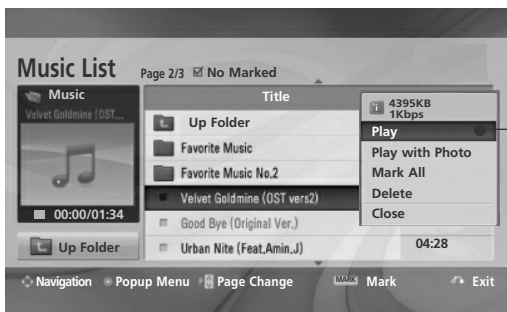 Music List Page 2/3 No Marked
Music
Velvet Goldmine (OST...
00:00/01:34
Up Folder
Title
Up Folder
Favorite Music
Favorite Music No.2
Velvet Goldmine (OST vers2)
Good Bye (Original Ver.)
Urban Nite (Feat.Amin.J)
04:28
4395KB
1Kbps
Play
Play with Photo
Mark All
Delete
Close
Navigation Popup Menu Page Change MARK Mark Exit